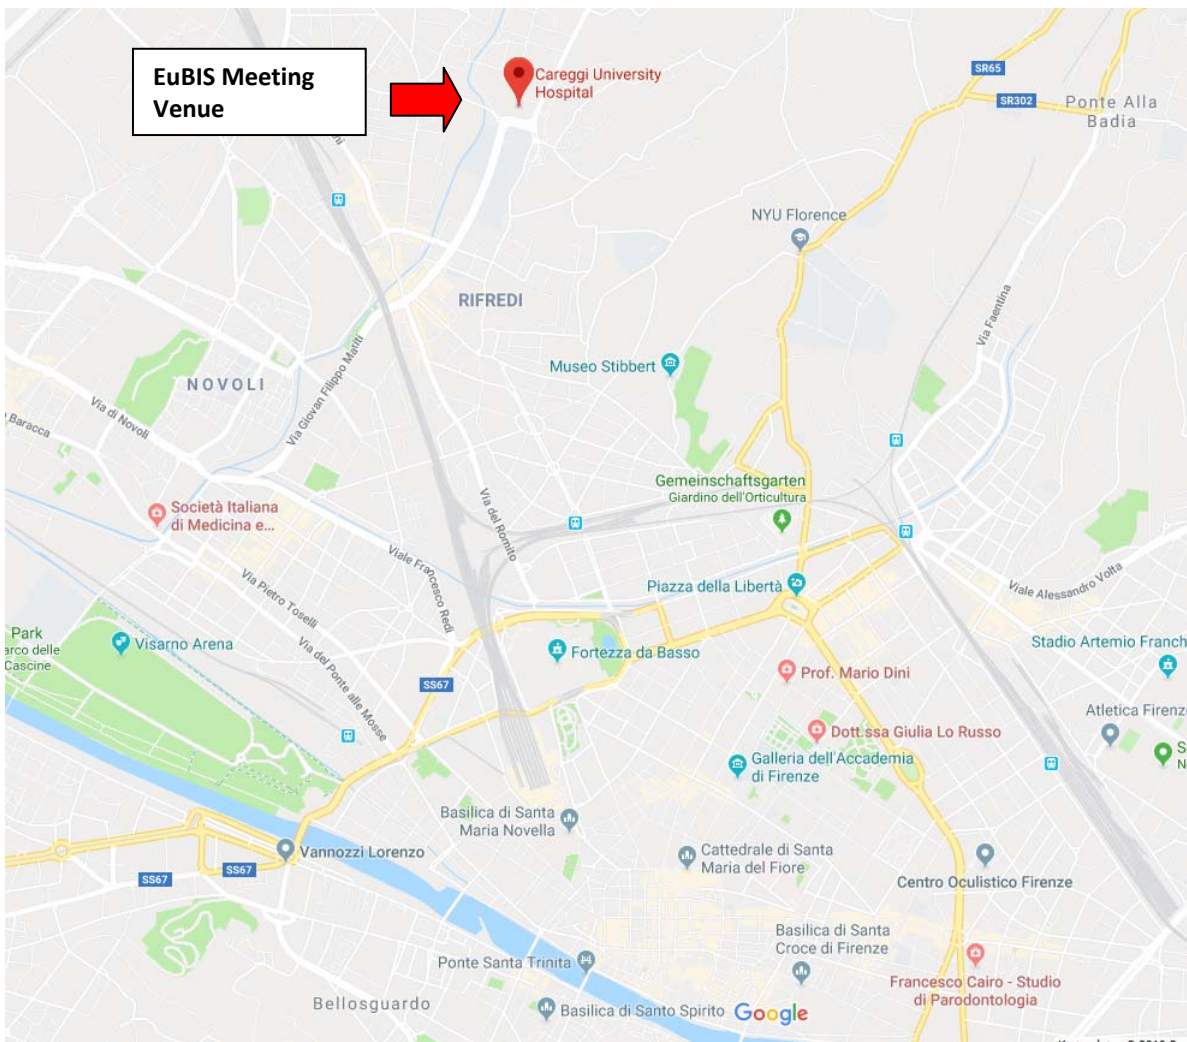 EuBIS Meeting
Venue
Careggi University
Hospital
SR65
SR302
Ponte Alla
Badia
NYU Florence
RIFREDI
Via Faentina
Museo Stibbert
NOVOLI
Via Giovan Filippo Mariti
Via di Novoli
Baracca
Gemeinschaftsgarten
Giardino dell'Orticultura
Società Italiana
di Medicina e...
Via del Romito
Viale Francesco Redi
Via Pietro Toselli
Piazza della Libertà
Viale Alessandro Volta
Park
arco delle
Cascine
Visarno Arena
Via del Ponte alle Mosse
Fortezza da Basso
Stadio Artemio Franch
SS67
Prof. Mario Dini
Atletica Firenz
Dott.ssa Giulia Lo Russo
Galleria dell'Accademia
di Firenze
Basilica di Santa
Maria Novella
Vannozzi Lorenzo
Cattedrale di Santa
Maria del Fiore
SS67
SS67
Centro Oculistico Firenze
Basilica di Santa
Croce di Firenze
Ponte Santa Trinita
Francesco Cairo - Studio
di Parodontologia
Bellosguardo
Basilica di Santo Spirito
Google